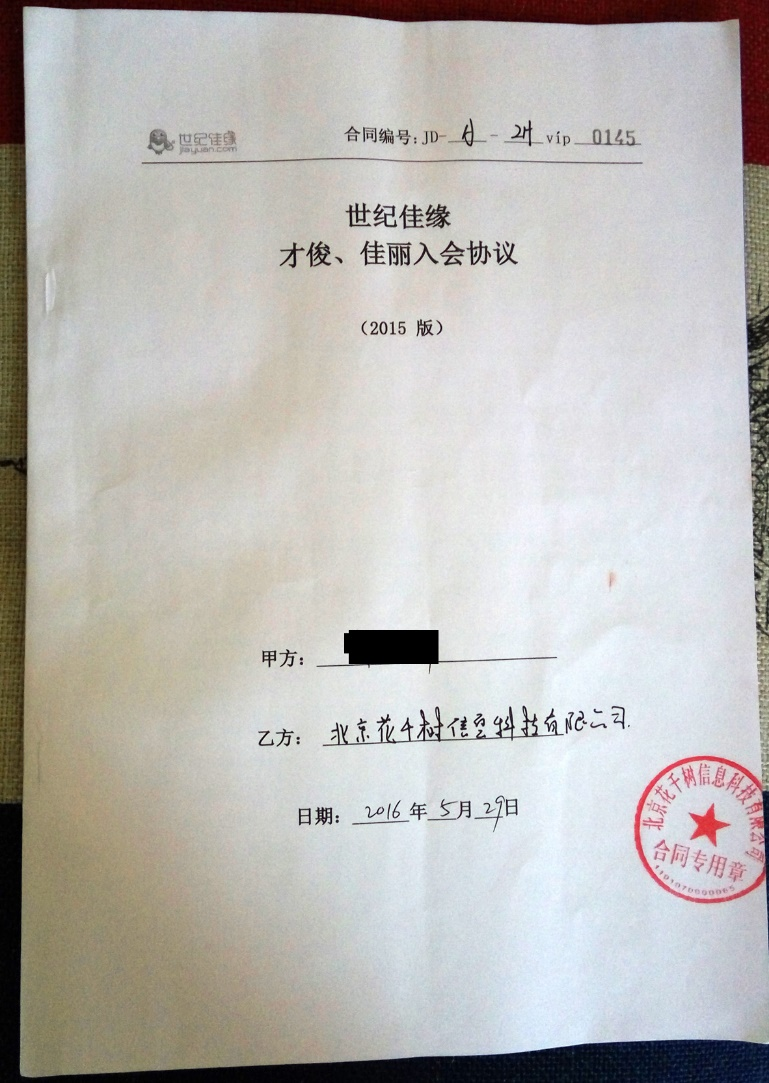 世纪佳缘
jiayuan.com
合同编号: JD- - vip 0145
世纪佳缘
才俊、佳丽入会协议
（2015 版）
甲方：
乙方： 北京花千树信息科技有限公司.
日期： 2016 年 5 月 29 日
北京花千树信息科技有限公司
合同专用章